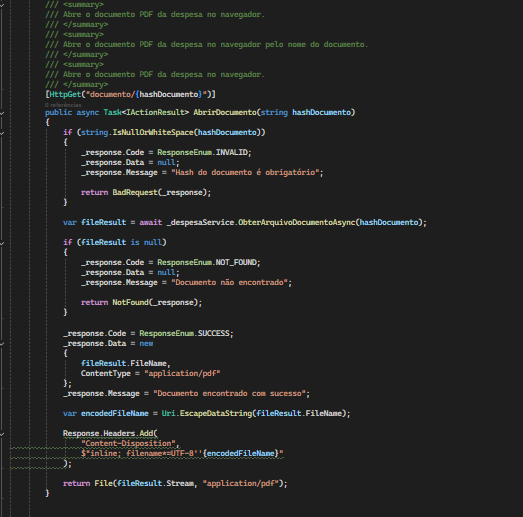 /// <summary>
/// Abre o documento PDF da despesa no navegador.
/// </summary>
/// <summary>
/// Abre o documento PDF da despesa no navegador pelo nome do documento.
/// </summary>
/// <summary>
/// Abre o documento PDF da despesa no navegador.
/// </summary>
[HttpGet("documento/{hashDocumento}")]
0 referências
public async Task<IActionResult> AbrirDocumento(string hashDocumento)
{
if (string.IsNullOrWhiteSpace(hashDocumento))
{
_response.Code = ResponseEnum.INVALID;
_response.Data = null;
_response.Message = "Hash do documento é obrigatório";
return BadRequest(_response);
}
var fileResult = await _despesaService.ObterArquivoDocumentoAsync(hashDocumento);
if (fileResult is null)
{
_response.Code = ResponseEnum.NOT_FOUND;
_response.Data = null;
_response.Message = "Documento não encontrado";
return NotFound(_response);
}
_response.Code = ResponseEnum.SUCCESS;
_response.Data = new
{
fileResult.FileName,
ContentType = "application/pdf"
};
_response.Message = "Documento encontrado com sucesso";
var encodedFileName = Uri.EscapeDataString(fileResult.FileName);
Response.Headers.Add(
"Content-Disposition",
$"inline; filename*=UTF-8''{encodedFileName}"
);
return File(fileResult.Stream, "application/pdf");
}